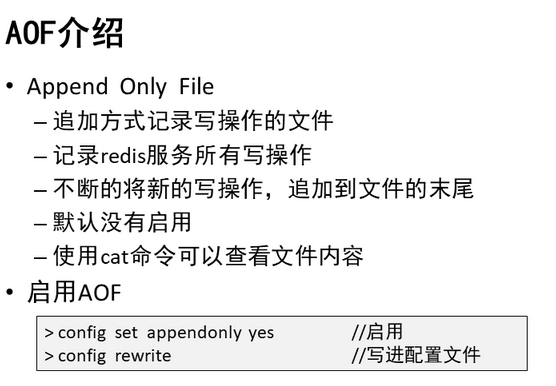 AOF介绍
• Append Only File
– 追加方式记录写操作的文件
– 记录redis服务所有写操作
– 不断的将新的写操作，追加到文件的末尾
– 默认没有启用
– 使用cat命令可以查看文件内容
• 启用AOF
> config set appendonly yes //启用
> config rewrite //写进配置文件